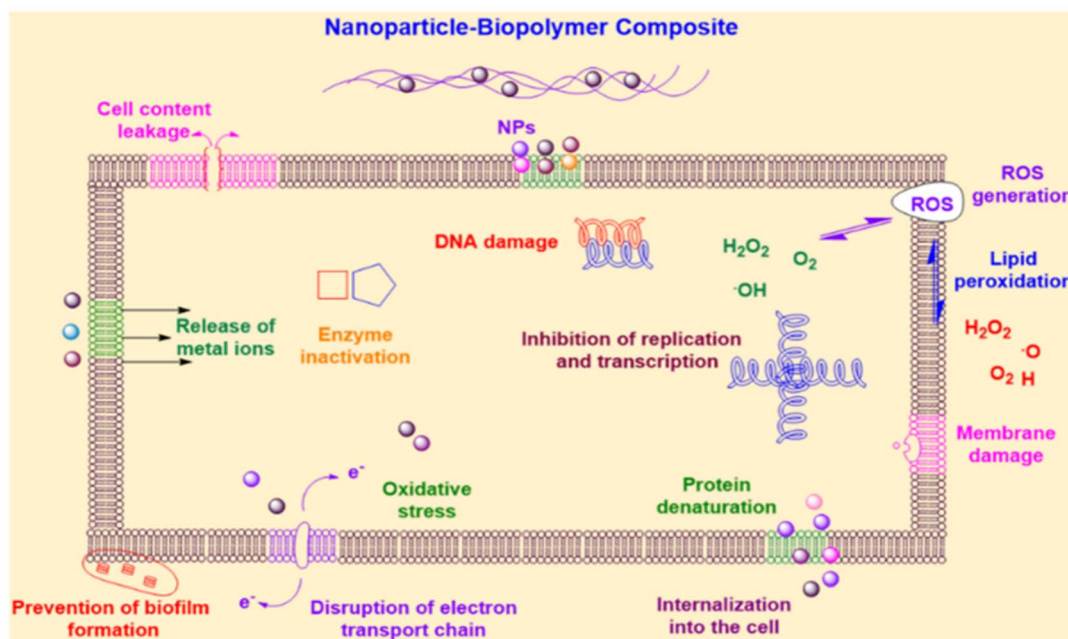 Nanoparticle-Biopolymer Composite
Cell content
leakage
NPs
ROS
ROS
generation
DNA damage
H₂O₂
O₂
·OH
Lipid
peroxidation
Release of
metal ions
Enzyme
inactivation
Inhibition of replication
and transcription
H₂O₂
·O
O₂ H
Membrane
damage
e⁻
Oxidative
stress
Protein
denaturation
Prevention of biofilm
formation
e⁻
Disruption of electron
transport chain
Internalization
into the cell